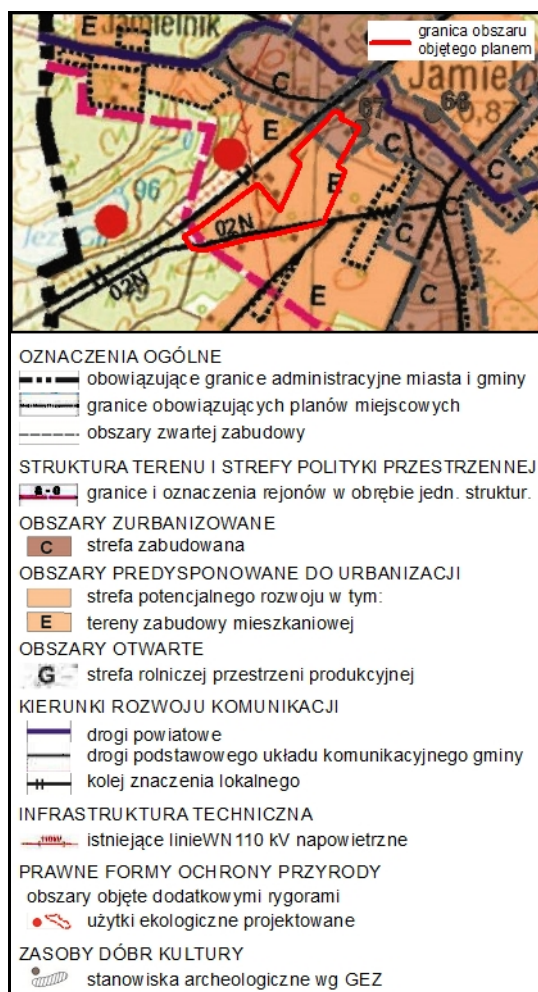 granica obszaru
objętego planem
E
Jamielnik
Jamieln
C
67
66
0,87
E
C
96
E
C
02N
Jez. Gil
C
02N
E
C
C
OZNACZENIA OGÓLNE
obowiązujące granice administracyjne miasta i gminy
granice obowiązujących planów miejscowych
obszary zwartej zabudowy
STRUKTURA TERENU I STREFY POLITYKI PRZESTRZENNEJ
granice i oznaczenia rejonów w obrębie jedn. struktur.
OBSZARY ZURBANIZOWANE
C strefa zabudowana
OBSZARY PREDYSPONOWANE DO URBANIZACJI
strefa potencjalnego rozwoju w tym:
E tereny zabudowy mieszkaniowej
OBSZARY OTWARTE
G strefa rolniczej przestrzeni produkcyjnej
KIERUNKI ROZWOJU KOMUNIKACJI
drogi powiatowe
drogi podstawowego układu komunikacyjnego gminy
kolej znaczenia lokalnego
INFRASTRUKTURA TECHNICZNA
110kV istniejące linieWN 110 kV napowietrzne
PRAWNE FORMY OCHRONY PRZYRODY
obszary objęte dodatkowymi rygorami
użytki ekologiczne projektowane
ZASOBY DÓBR KULTURY
stanowiska archeologiczne wg GEZ